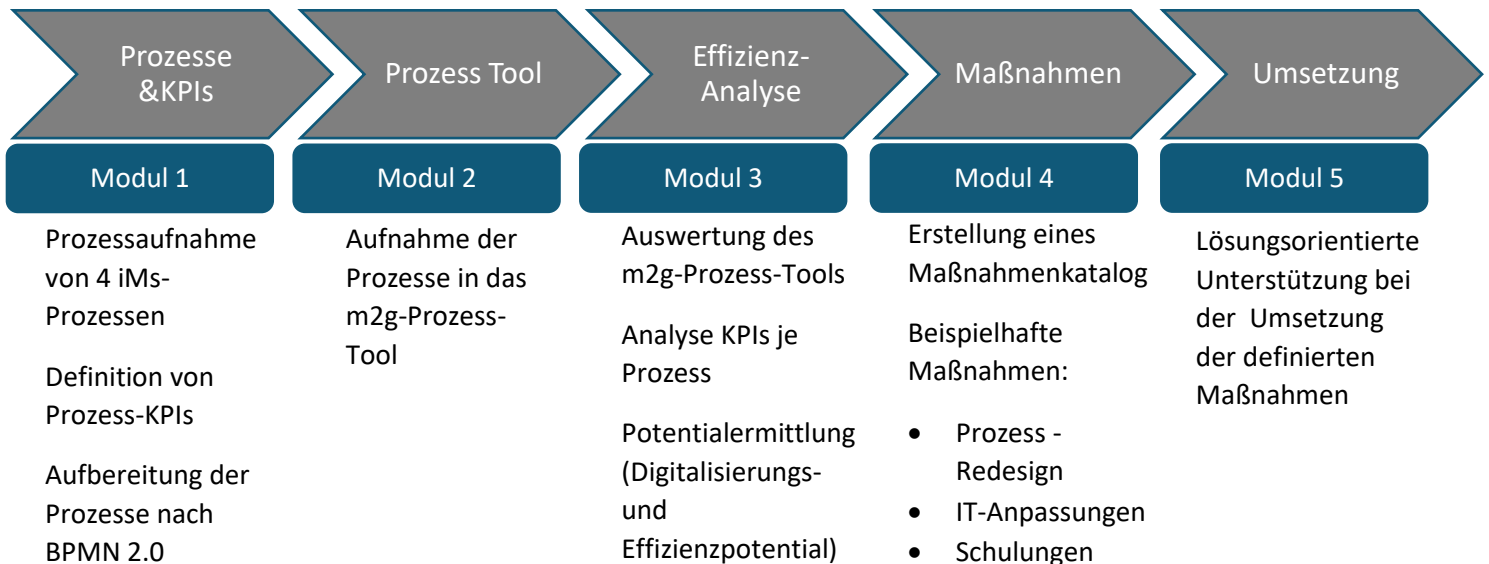 Prozesse
&KPIs
Prozess Tool
Effizienz-
Analyse
Maßnahmen
Umsetzung
Modul 1
Modul 2
Modul 3
Modul 4
Modul 5
Prozessaufnahme
von 4 iMs-
Prozessen
Definition von
Prozess-KPIs
Aufbereitung der
Prozesse nach
BPMN 2.0
Aufnahme der
Prozesse in das
m2g-Prozess-
Tool
Auswertung des
m2g-Prozess-Tools
Analyse KPIs je
Prozess
Potentialermittlung
(Digitalisierungs-
und
Effizienzpotential)
Erstellung eines
Maßnahmenkatalog
Beispielhafte
Maßnahmen:
• Prozess -
Redesign
• IT-Anpassungen
• Schulungen
Lösungsorientierte
Unterstützung bei
der Umsetzung
der definierten
Maßnahmen